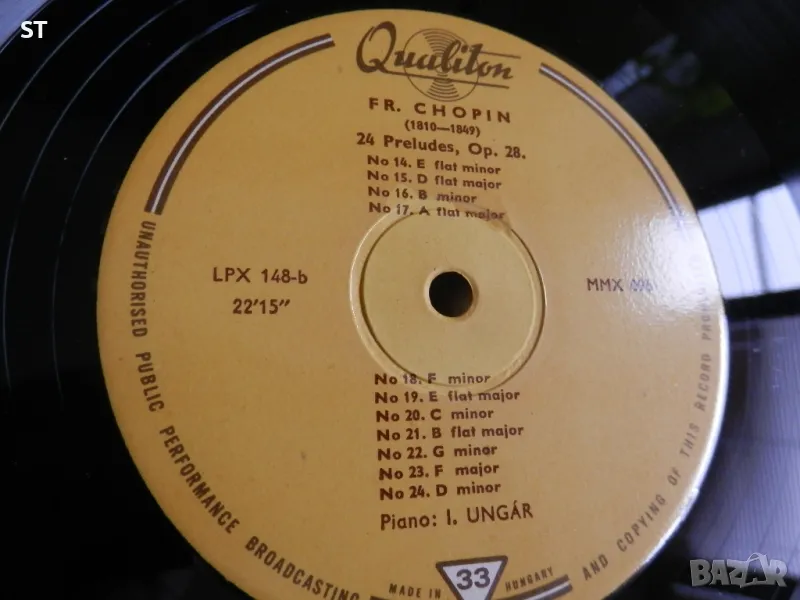 ST
Qualiton
FR. CHOPIN
(1810—1849)
24 Preludes, Op. 28.
No 14. E flat minor
No 15. D flat major
No 16. B minor
No 17. A flat major
LPX 148-b
22'15"
MMX
No 18. F minor
No 19. E flat major
No 20. C minor
No 21. B flat major
No 22. G minor
No 23. F major
No 24. D minor
Piano: I. UNGÁR
UNAUTHORISED PUBLIC PERFORMANCE BROADCASTING AND COPYING OF THIS RECORD
MADE IN 33 HUNGARY
BAZAR